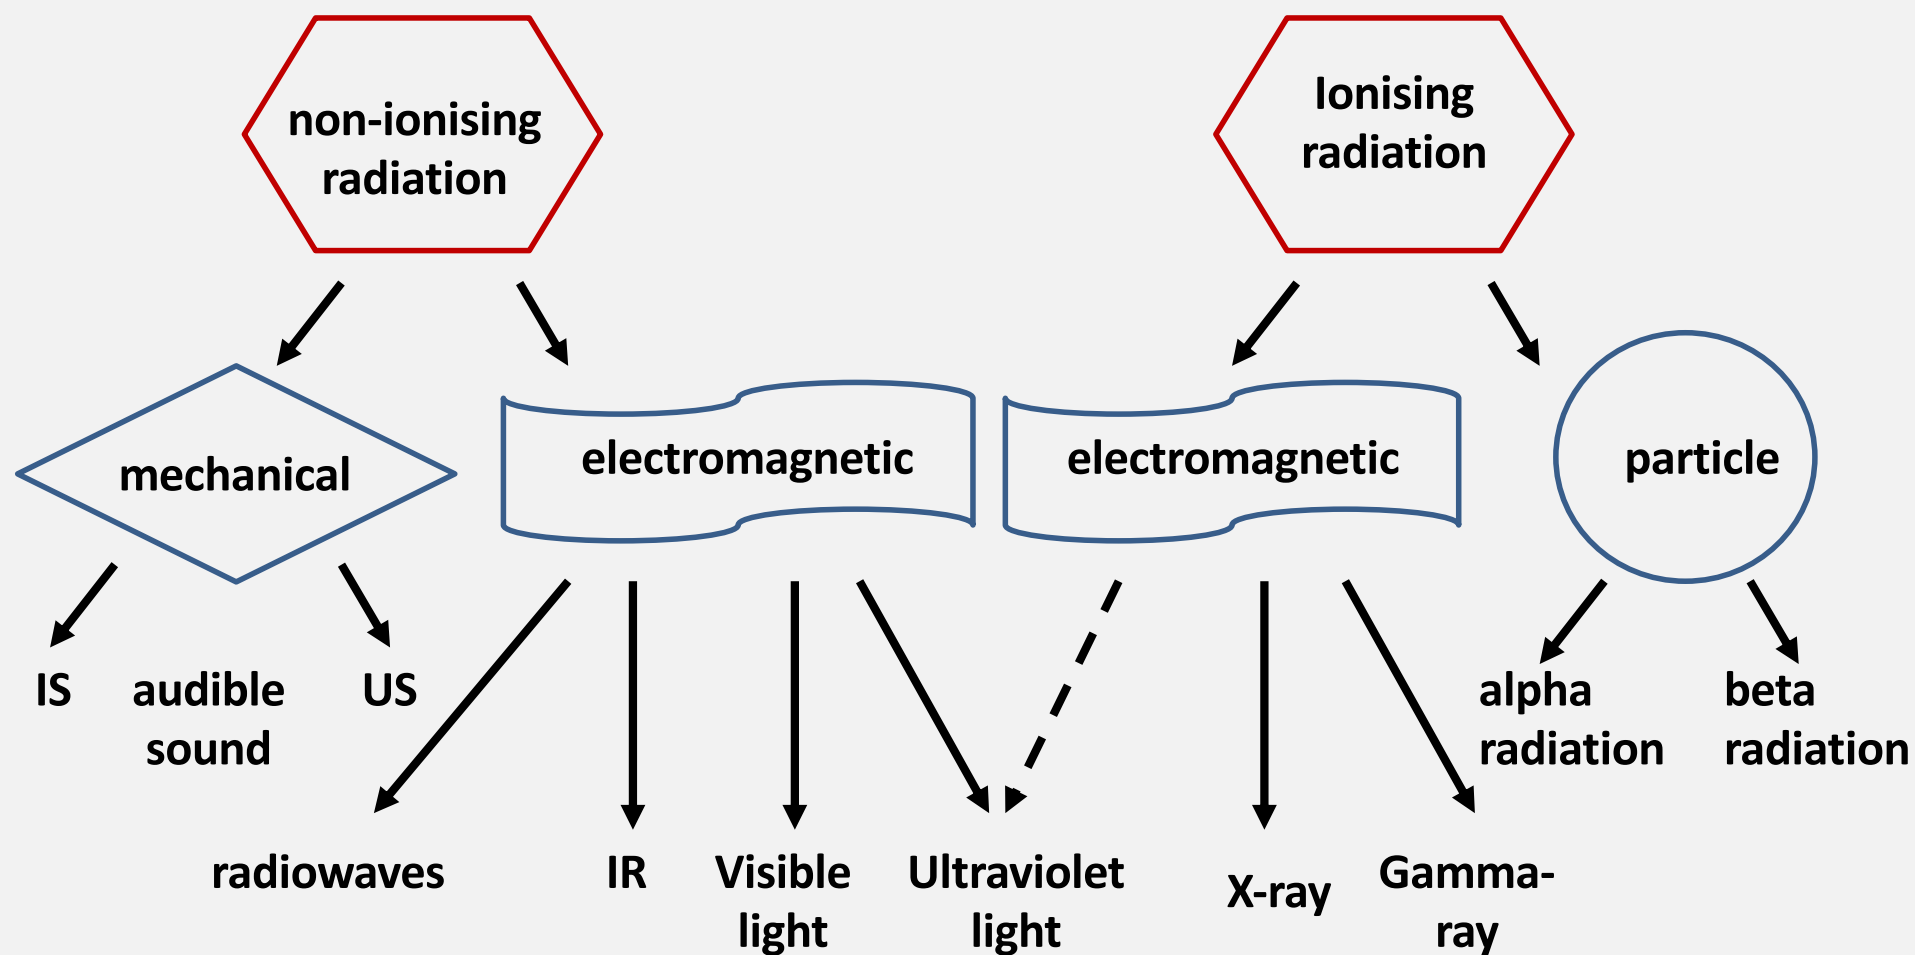 non-ionising
radiation
Ionising
radiation
mechanical
electromagnetic
electromagnetic
particle
IS
audible
sound
US
alpha
radiation
beta
radiation
radiowaves
IR
Visible
light
Ultraviolet
light
X-ray
Gamma-
ray